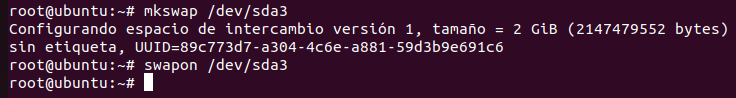 root@ubuntu:~# mkswap /dev/sda3
Configurando espacio de intercambio versión 1, tamaño = 2 GiB (2147479552 bytes)
sin etiqueta, UUID=89c773d7-a304-4c6e-a881-59d3b9e691c6
root@ubuntu:~# swapon /dev/sda3
root@ubuntu:~#